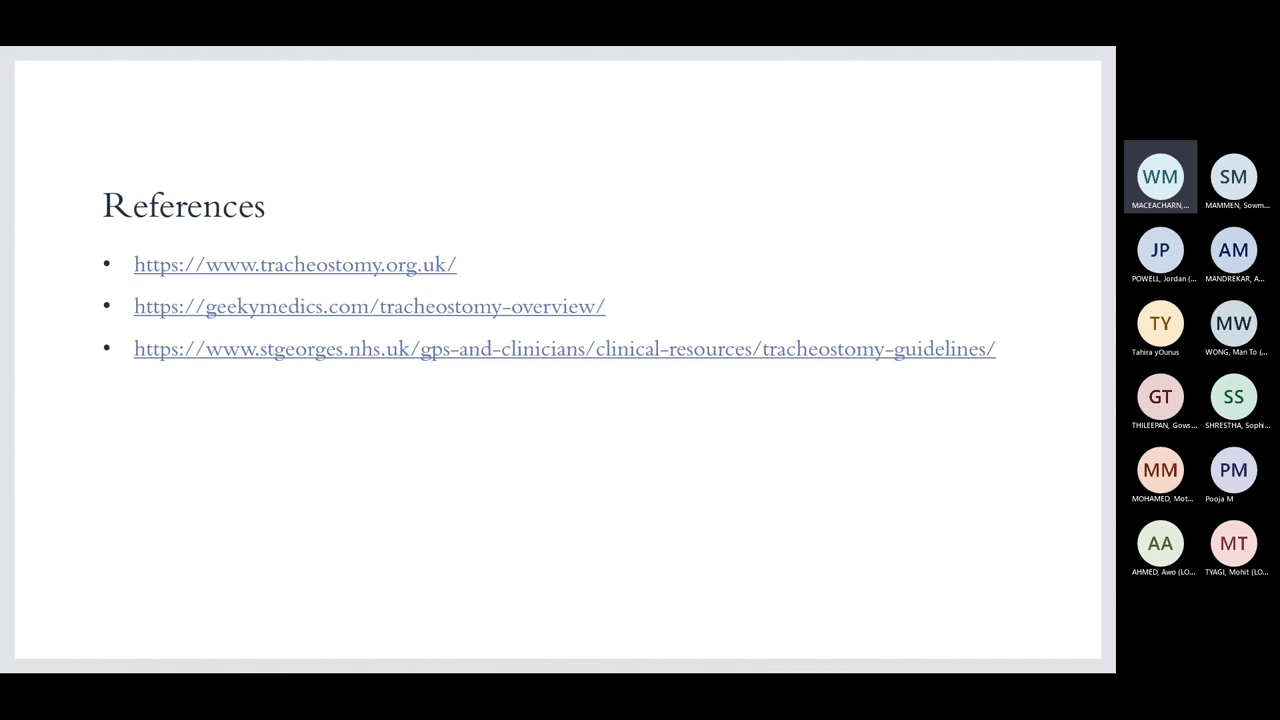 References
• https://www.tracheostomy.org.uk/
• https://geekymedics.com/tracheostomy-overview/
• https://www.stgeorges.nhs.uk/gps-and-clinicians/clinical-resources/tracheostomy-guidelines/
WM SM
MACEACHARN,... MAMMEN, Sowm...
JP AM
POWELL, Jordan (... MANDREKAR, A...
TY MW
Tahira yOunus WONG, Man To (...
GT SS
THILEEPAN, Gows... SHRESTHA, Sophi...
MM PM
MOHAMED, Mot... Pooja M
AA MT
AHMED, Awo (LO... TYAGI, Mohit (LO...